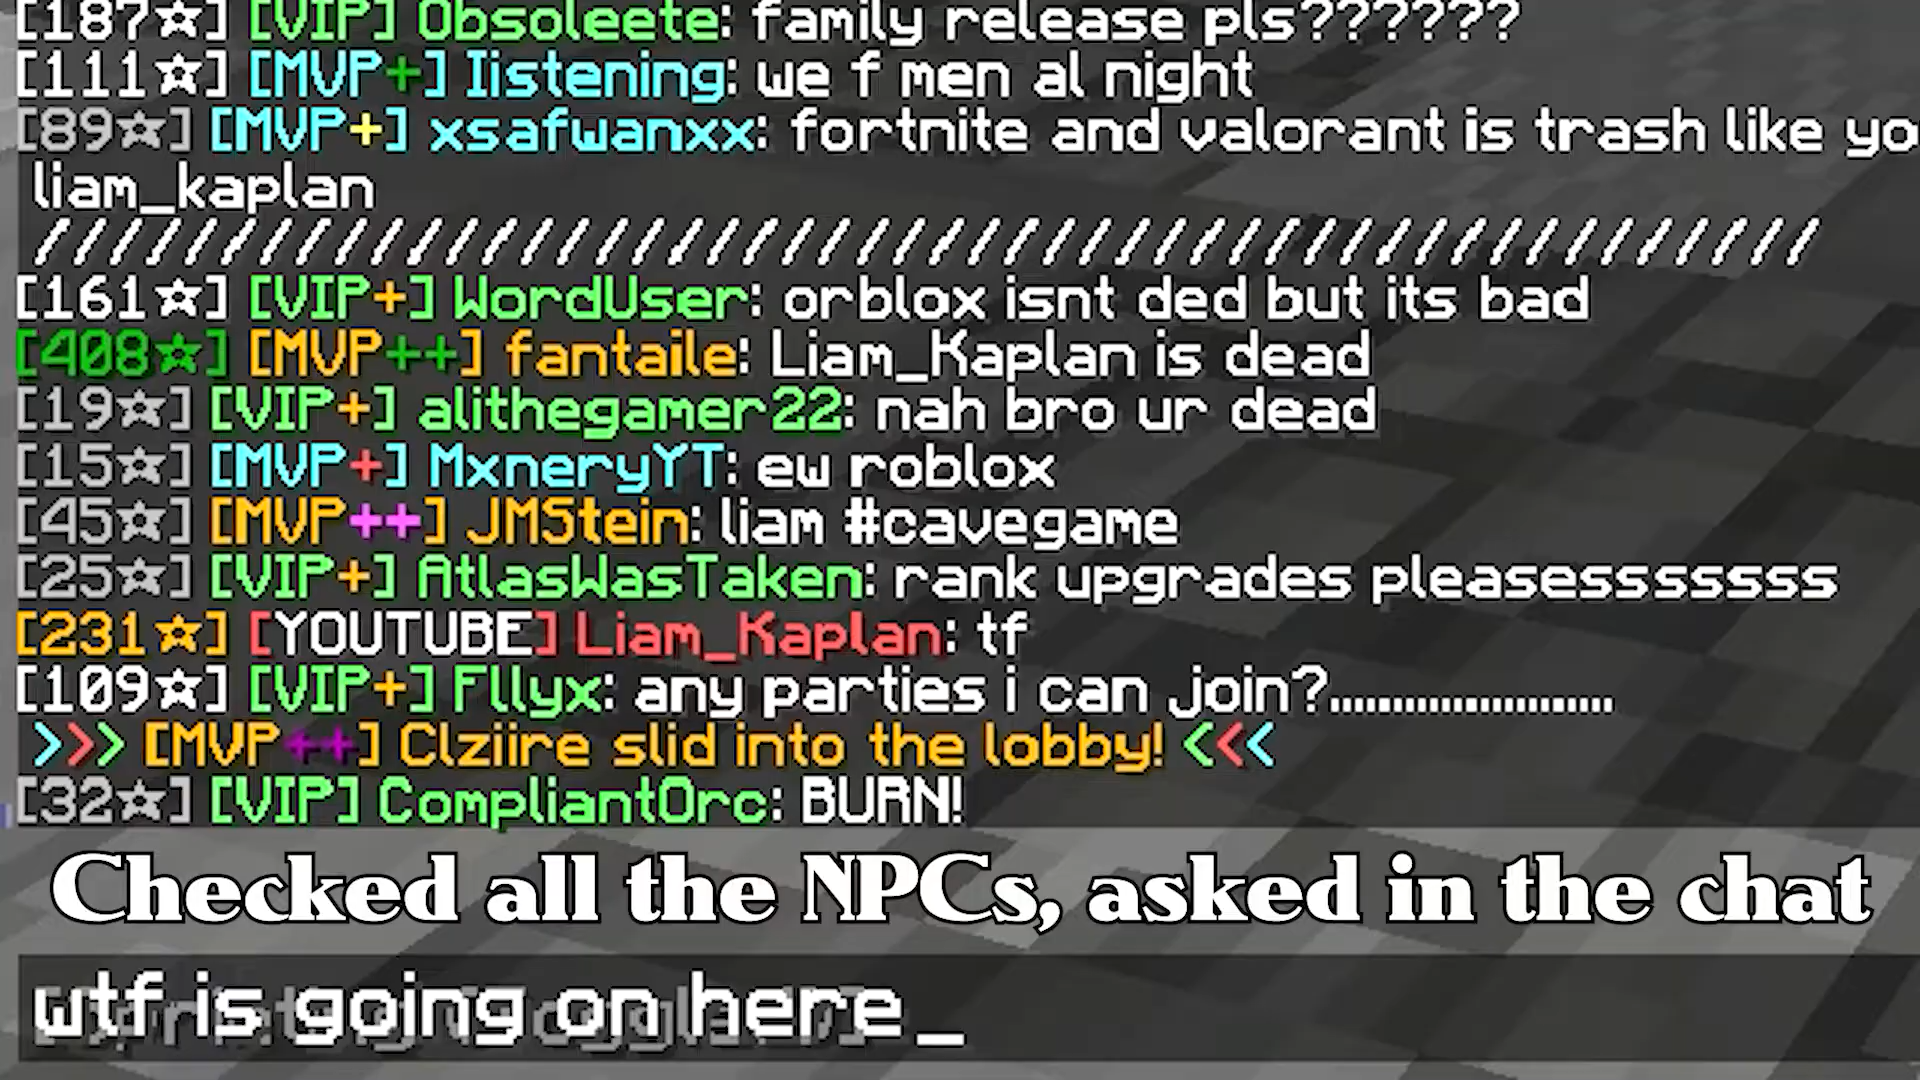 [187☆] [VIP] Obsoleete: family release pls??????
[111☆] [MVP+] Iistening: we f men al night
[89☆] [MVP+] xsafwanxx: fortnite and valorant is trash like yo
liam_kaplan
////////////////////////////////////////////////
[161☆] [VIP+] WordUser: orblox isnt ded but its bad
[408☆] [MVP++] fantaile: Liam_Kaplan is dead
[19☆] [VIP+] alithegamer22: nah bro ur dead
[15☆] [MVP+] MxneryYT: ew roblox
[45☆] [MVP++] JMStein: liam #cavegame
[25☆] [VIP+] AtlasWasTaken: rank upgrades pleasesssssss
[231☆] [YOUTUBE] Liam_Kaplan: tf
[109☆] [VIP+] Fllyx: any parties i can join?......................
>>> [MVP++] Clziire slid into the lobby! <<<
[32☆] [VIP] CompliantOrc: BURN!
Checked all the NPCs, asked in the chat
wtf is going on here_